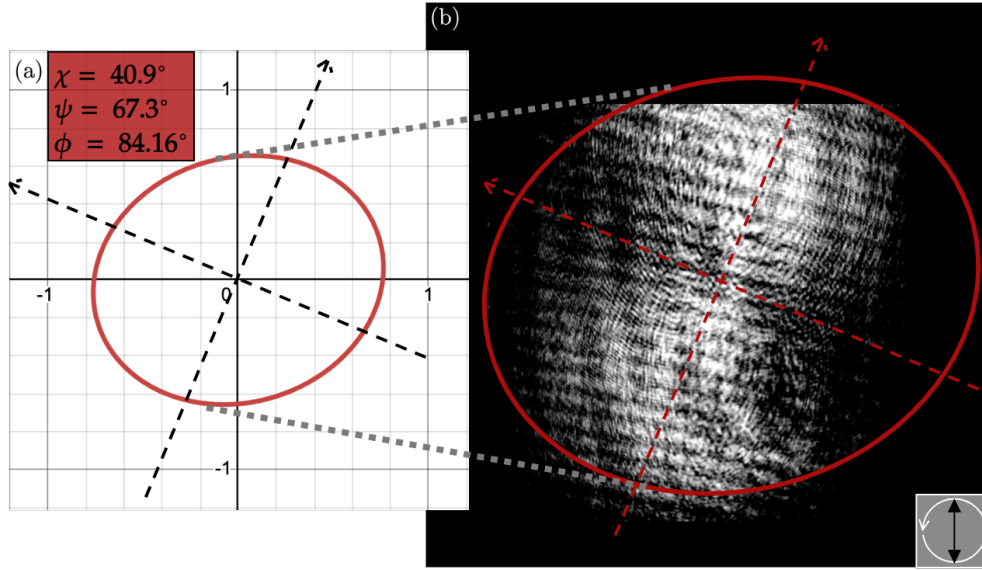 (b)
(a)
χ = 40.9°
ψ = 67.3°
ϕ = 84.16°
1
-1
0
1
-1